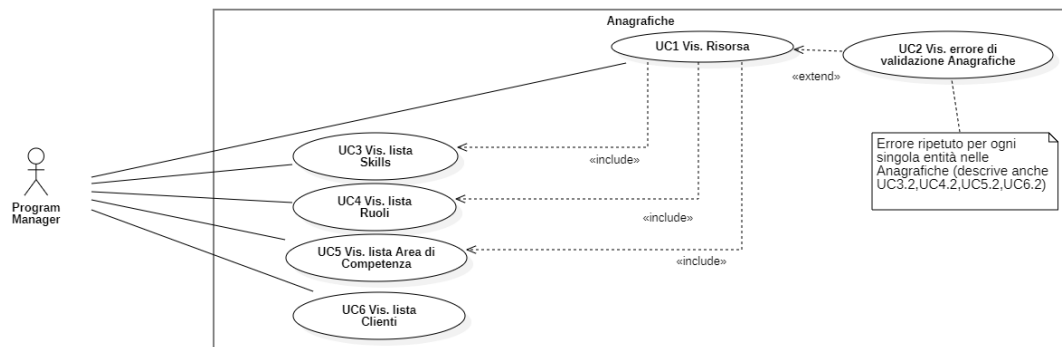 Anagrafiche
UC1 Vis. Risorsa
UC2 Vis. errore di
validazione Anagrafiche
«extend»
Errore ripetuto per ogni
singola entità nelle
Anagrafiche (descrive anche
UC3.2,UC4.2,UC5.2,UC6.2)
UC3 Vis. lista
Skills
«include»
Program
Manager
UC4 Vis. lista
Ruoli
«include»
UC5 Vis. lista Area di
Competenza
«include»
UC6 Vis. lista
Clienti